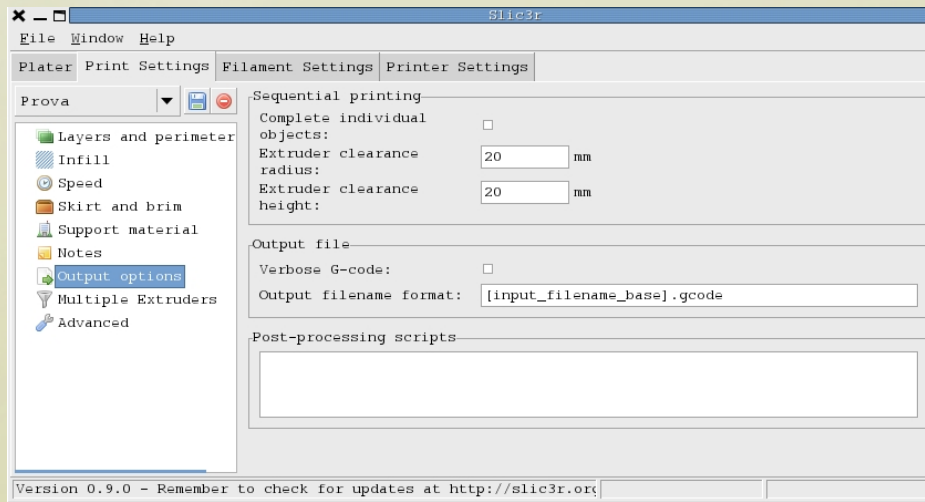 Slic3r
File Window Help
Plater Print Settings Filament Settings Printer Settings
Prova
Layers and perimeter
Infill
Speed
Skirt and brim
Support material
Notes
Output options
Multiple Extruders
Advanced
Sequential printing
Complete individual
objects:
Extruder clearance
radius: 20 mm
Extruder clearance
height: 20 mm
Output file
Verbose G-code:
Output filename format: [input_filename_base].gcode
Post-processing scripts
Version 0.9.0 - Remember to check for updates at http://slic3r.org